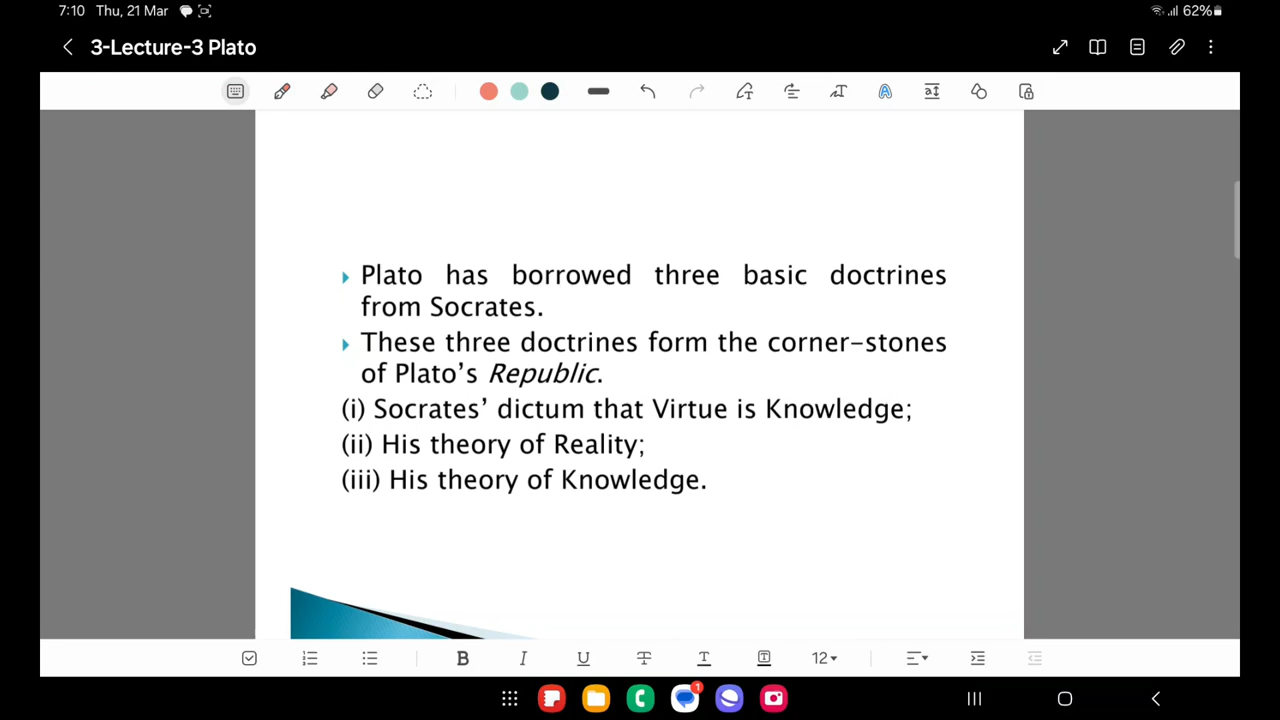 7:10 Thu, 21 Mar 62%
3-Lecture-3 Plato
Plato has borrowed three basic doctrines
from Socrates.
These three doctrines form the corner-stones
of Plato's Republic.
(i) Socrates' dictum that Virtue is Knowledge;
(ii) His theory of Reality;
(iii) His theory of Knowledge.
B I U T T T 12
1